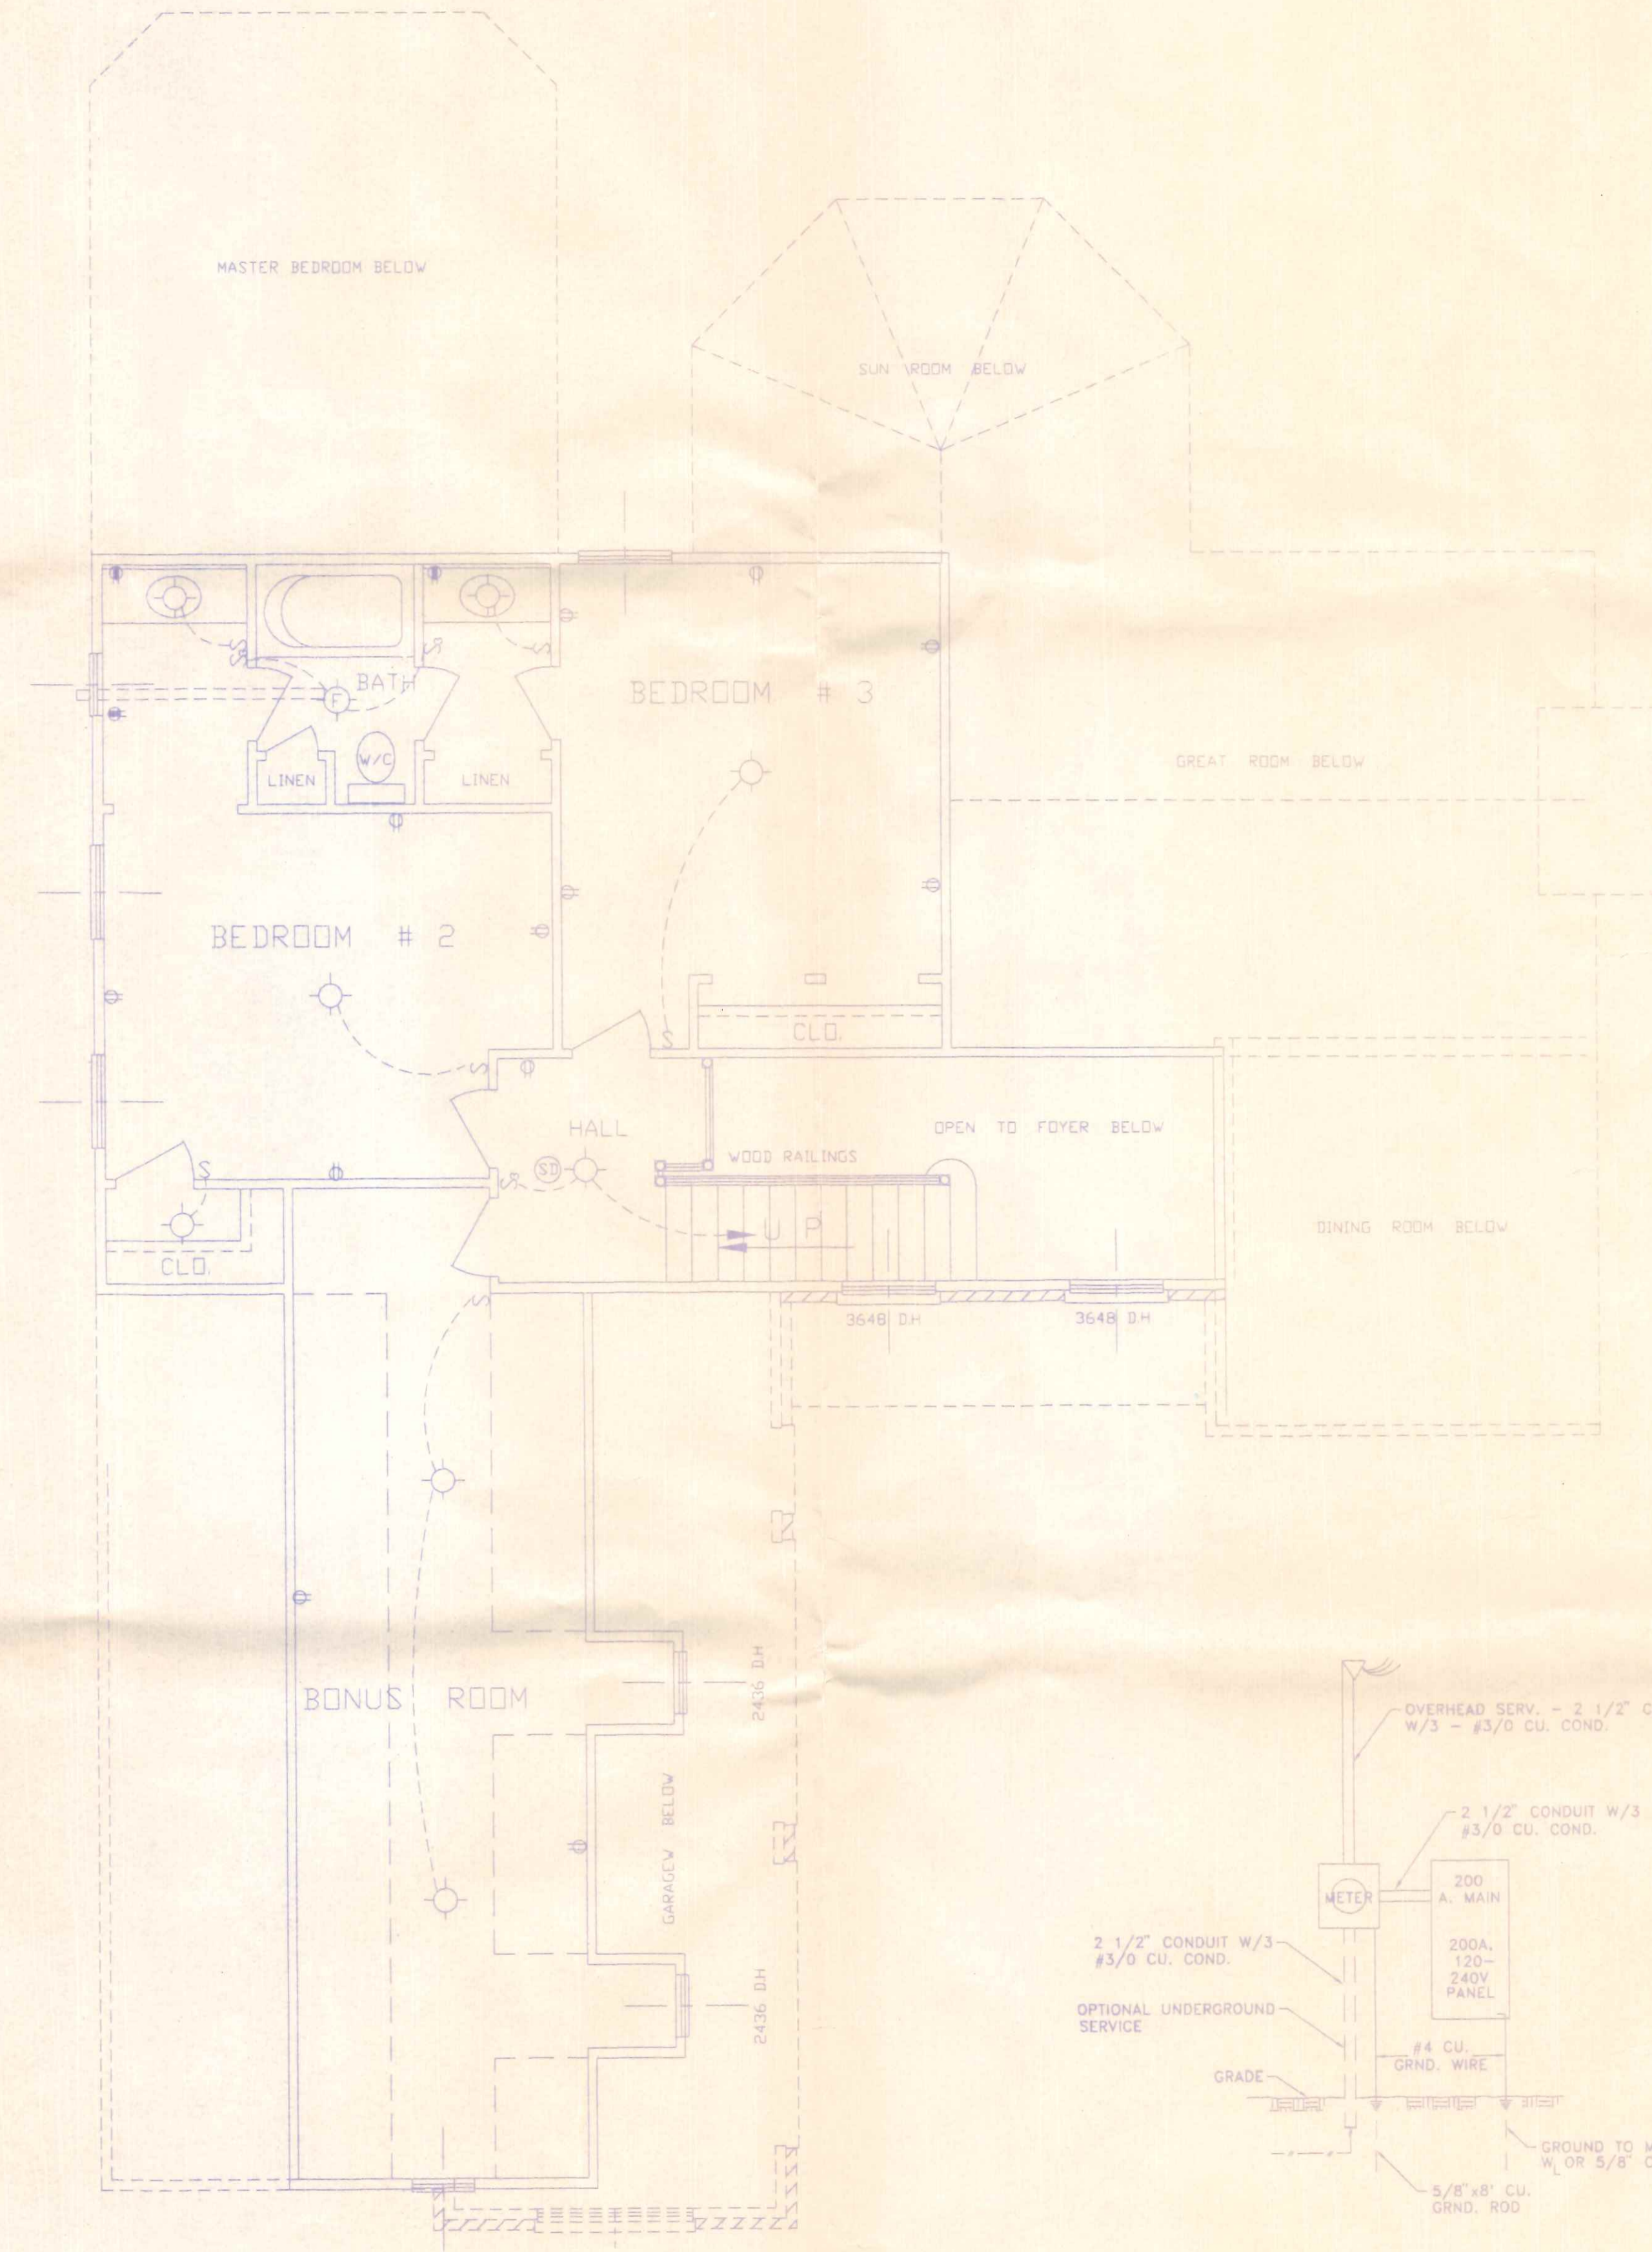 MASTER BEDROOM BELOW
SUN ROOM BELOW
BATH
F
BEDROOM # 3
W/C
LINEN
LINEN
GREAT ROOM BELOW
S
S
S
S
S
BEDROOM # 2
CLO.
S
S
HALL
OPEN TO FOYER BELOW
WOOD RAILINGS
SD
S
S
UP
DINING ROOM BELOW
CLO.
S
3648 D.H
3648 D.H
BONUS ROOM
2436 D.H
GARAGEW BELOW
2436 D.H
OVERHEAD SERV. - 2 1/2" C
W/3 - #3/0 CU. COND.
2 1/2" CONDUIT W/3
#3/0 CU. COND.
METER
200
A. MAIN
200A,
120-
240V
PANEL
2 1/2" CONDUIT W/3
#3/0 CU. COND.
OPTIONAL UNDERGROUND
SERVICE
#4 CU.
GRND. WIRE
GRADE
GROUND TO M
W OR 5/8" C
5/8"x8' CU.
GRND. ROD